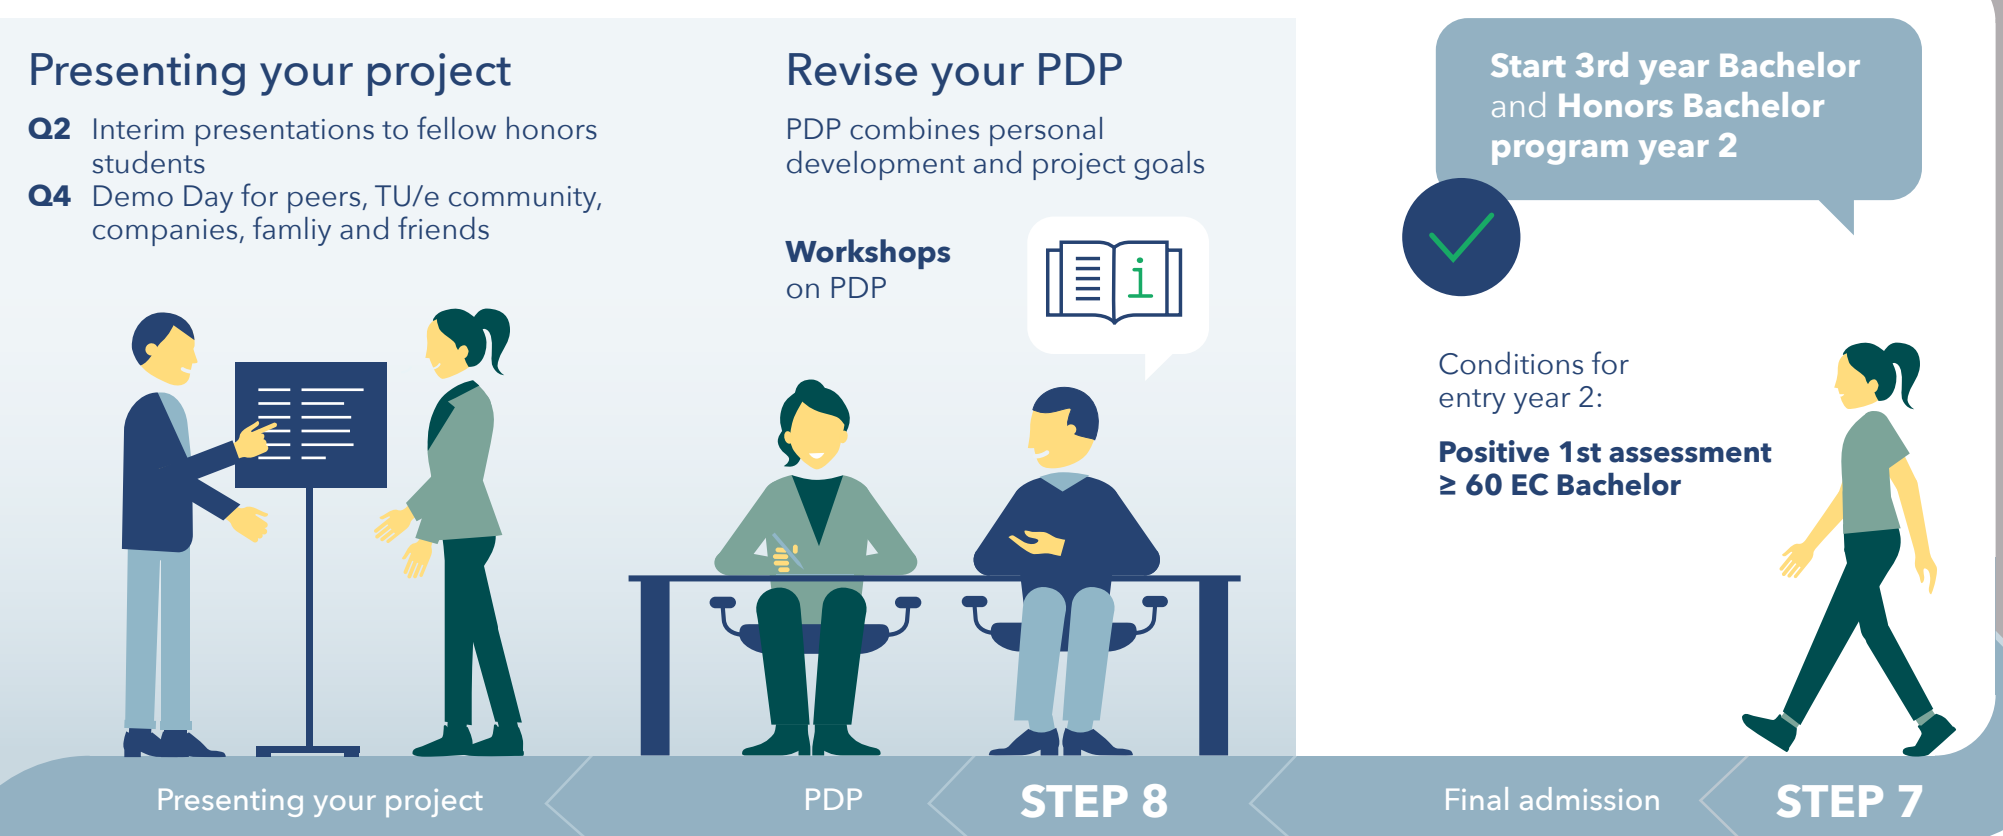 Presenting your project
Q2 Interim presentations to fellow honors
students
Q4 Demo Day for peers, TU/e community,
companies, famliy and friends
Revise your PDP
PDP combines personal
development and project goals
Workshops
on PDP
i
Start 3rd year Bachelor
and Honors Bachelor
program year 2
Conditions for
entry year 2:
Positive 1st assessment
≥ 60 EC Bachelor
Presenting your project
PDP
STEP 8
Final admission
STEP 7